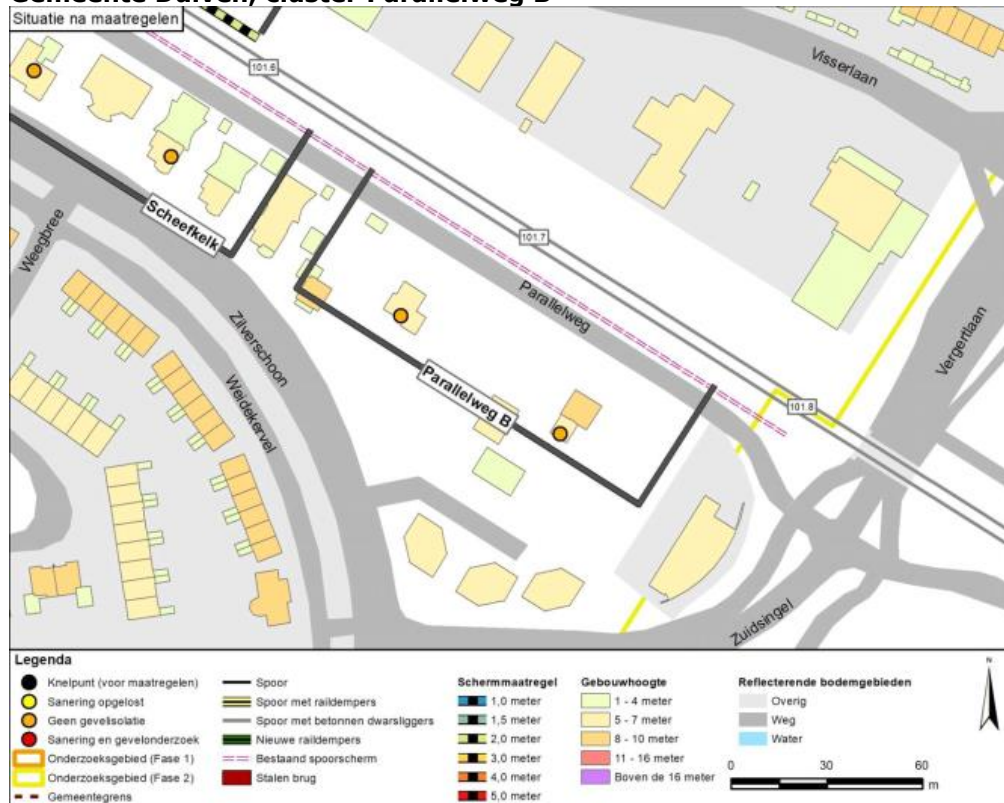 Gemeente Duiven, cluster Parallelweg B
Situatie na maatregelen
101.6
Visserlaan
Scheefkelk
Weegbree
101.7
Parallelweg
Zilverschoon
Weidekervel
Vergertlaan
Parallelweg B
101.8
Zuidsingel
Legenda
Knelpunt (voor maatregelen)
Sanering opgelost
Geen gevelisolatie
Sanering en gevelonderzoek
Onderzoeksgebied (Fase 1)
Onderzoeksgebied (Fase 2)
Gemeentegrens
Spoor
Spoor met raildempers
Spoor met betonnen dwarsliggers
Nieuwe raildempers
Bestaand spoorscherm
Stalen brug
Schermmaatregel
1,0 meter
1,5 meter
2,0 meter
3,0 meter
4,0 meter
5,0 meter
Gebouwhoogte
1 - 4 meter
5 - 7 meter
8 - 10 meter
11 - 16 meter
Boven de 16 meter
Reflecterende bodemgebieden
Overig
Weg
Water
N
0 30 60
m